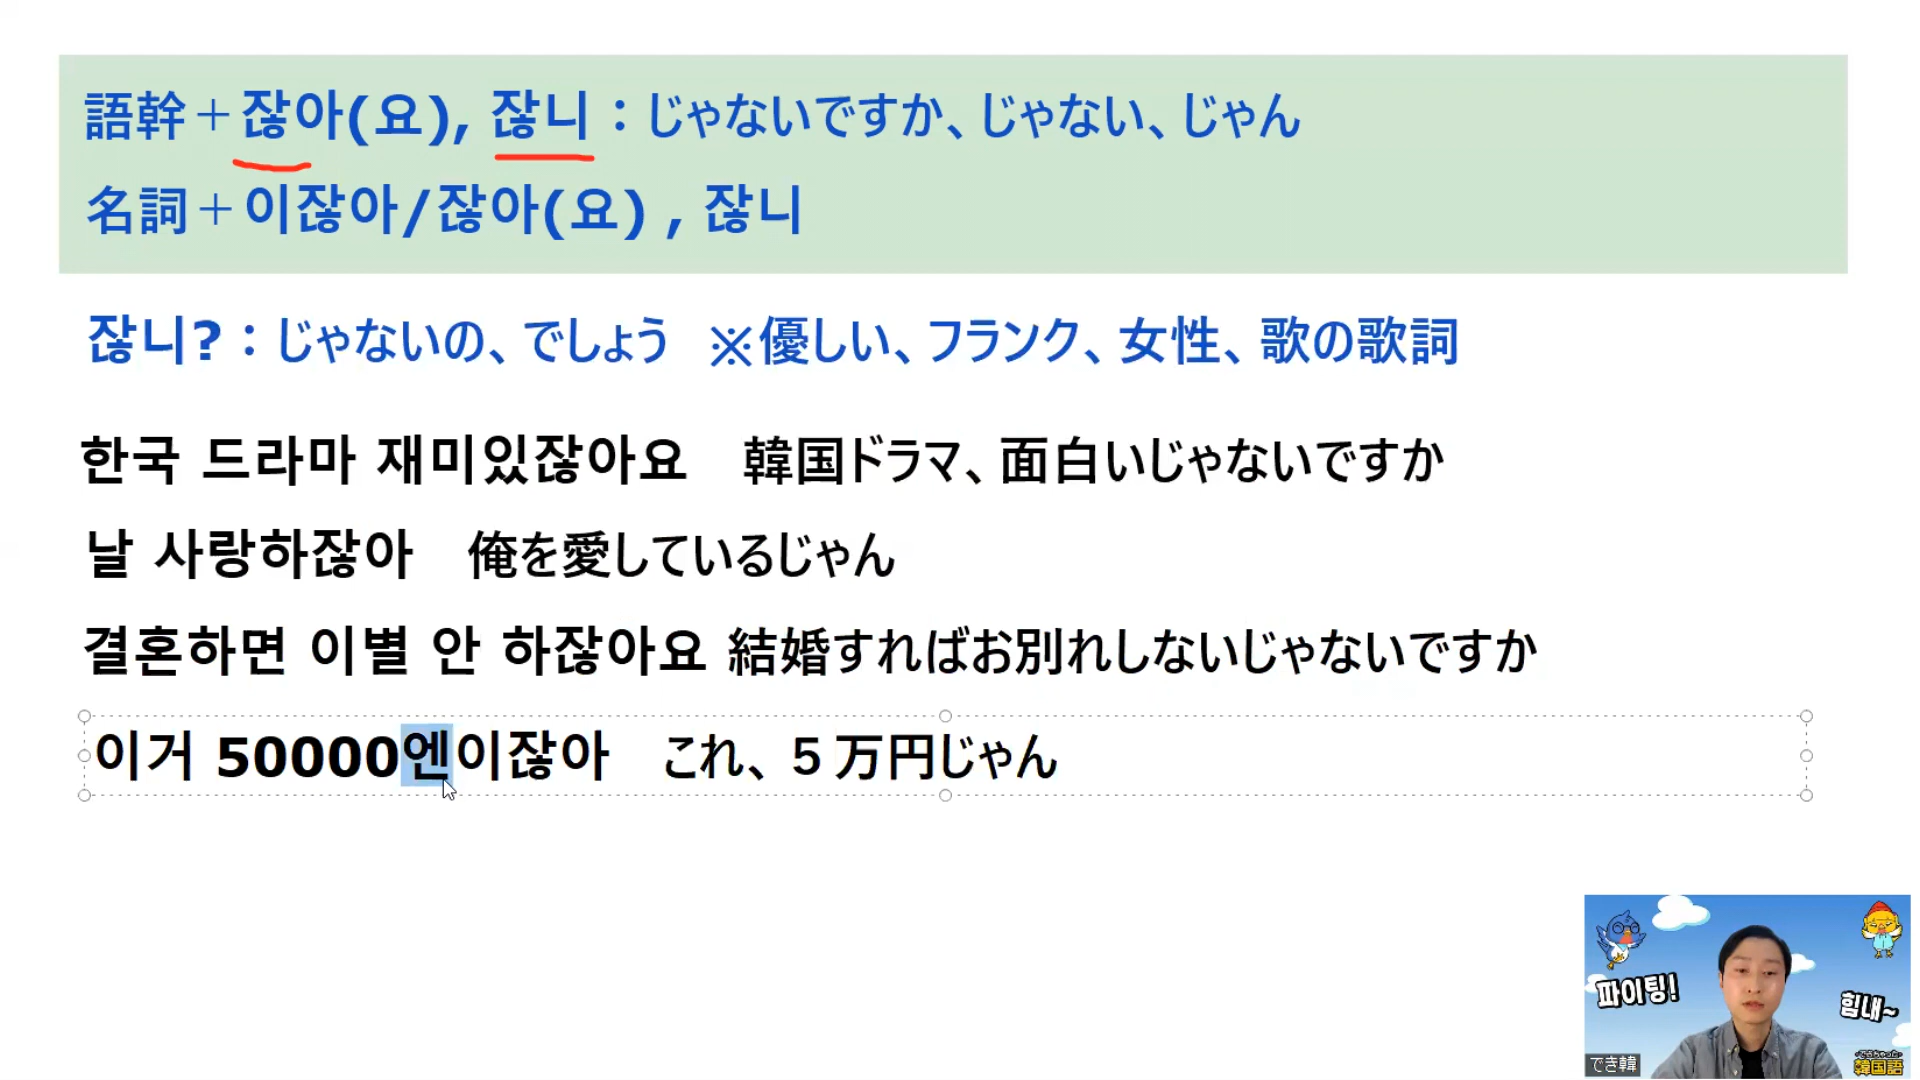 語幹＋잖아(요), 잖니：じゃないですか、じゃない、じゃん
名詞＋이잖아/잖아(요) , 잖니
잖니?：じゃないの、でしょう ※優しい、フランク、女性、歌の歌詞
한국 드라마 재미있잖아요 韓国ドラマ、面白いじゃないですか
날 사랑하잖아 俺を愛しているじゃん
결혼하면 이별 안 하잖아요 結婚すればお別れしないじゃないですか
이거 50000엔이잖아 これ、５万円じゃん
파이팅!
힘내~
でき韓
できちゃった
韓国語